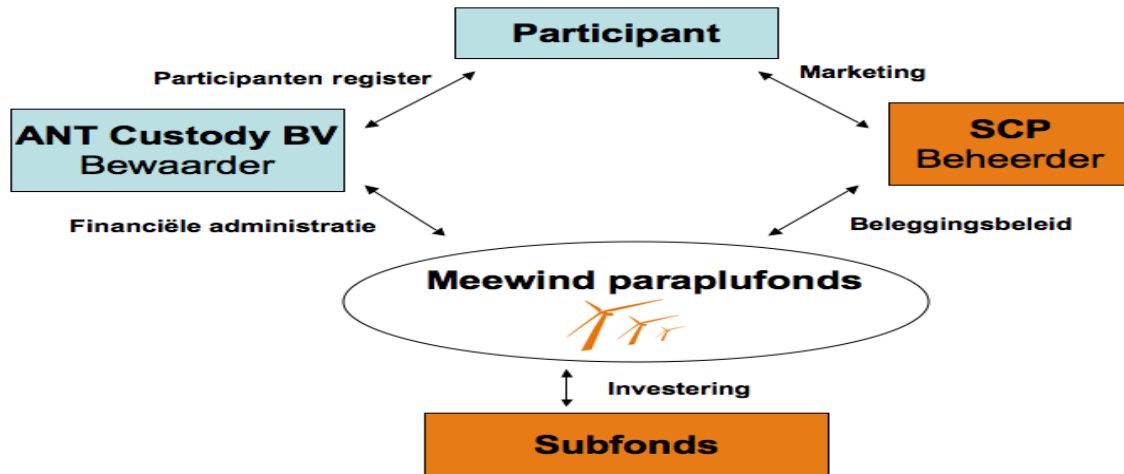 Participant
Participanten register
Marketing
ANT Custody BV
Bewaarder
SCP
Beheerder
Financiële administratie
Beleggingsbeleid
Meewind paraplufonds
Investering
Subfonds